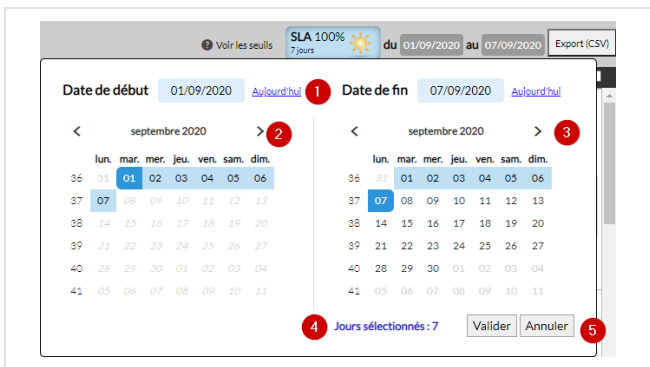 ? Voir les seuils SLA 100% 7 jours du 01/09/2020 au 07/09/2020 Export (CSV)
Date de début 01/09/2020 Aujourd'hui 1 Date de fin 07/09/2020 Aujourd'hui
< septembre 2020 > 2 < septembre 2020 > 3
lun. mar. mer. jeu. ven. sam. dim. lun. mar. mer. jeu. ven. sam. dim.
36 31 01 02 03 04 05 06 36 31 01 02 03 04 05 06
37 07 08 09 10 11 12 13 37 07 08 09 10 11 12 13
38 14 15 16 17 18 19 20 38 14 15 16 17 18 19 20
39 21 22 23 24 25 26 27 39 21 22 23 24 25 26 27
40 28 29 30 01 02 03 04 40 28 29 30 01 02 03 04
41 05 06 07 08 09 10 11 41 05 06 07 08 09 10 11
4 Jours sélectionnés : 7 Valider Annuler 5